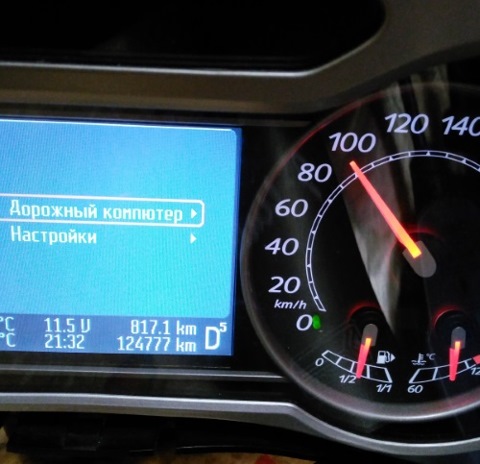 Дорожный компютер
Настройки
°C 11.5 V 817.1 km
°C 21:32 124777 km D5
0 20 40 60 80 100 120 140
km/h
0 1/2 1/1
°C
60